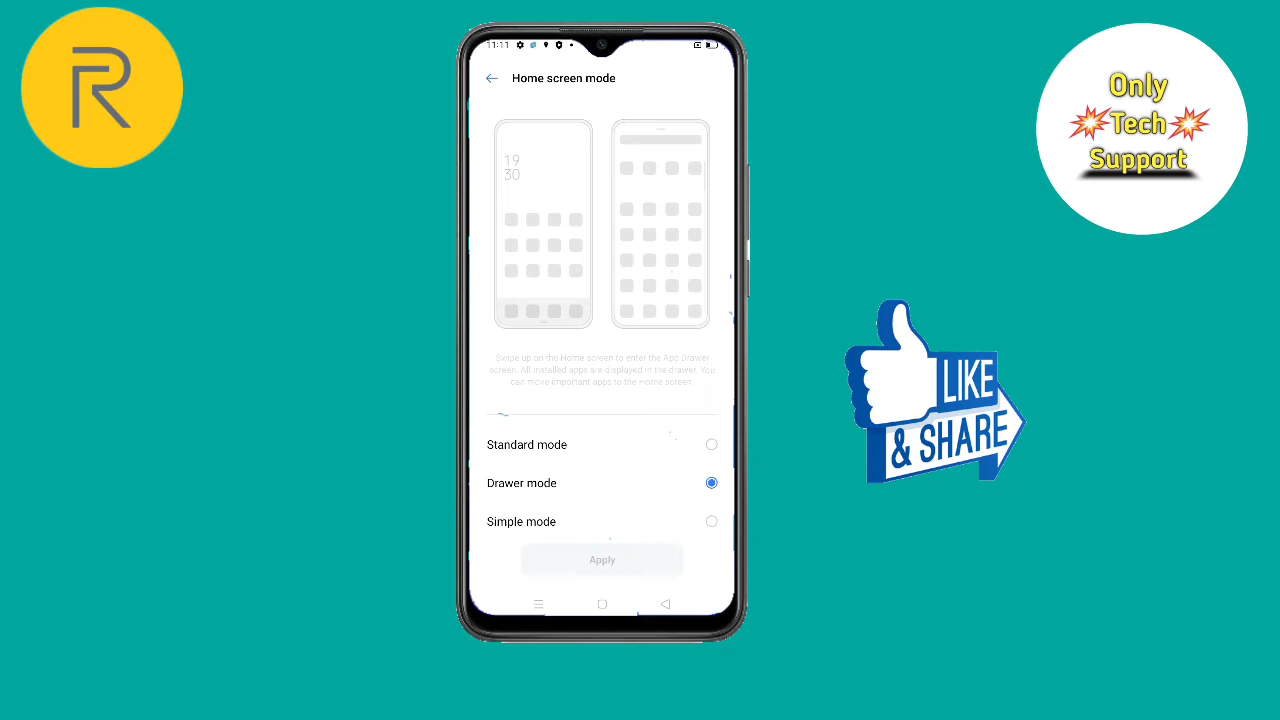 R
Only
Tech
Support
11:11
Home screen mode
19
30
Swipe up on the Home screen to enter the App Drawer
screen. All installed apps are displayed in the drawer. You
can move important apps to the Home screen.
Standard mode
Drawer mode
Simple mode
Apply
LIKE
& SHARE